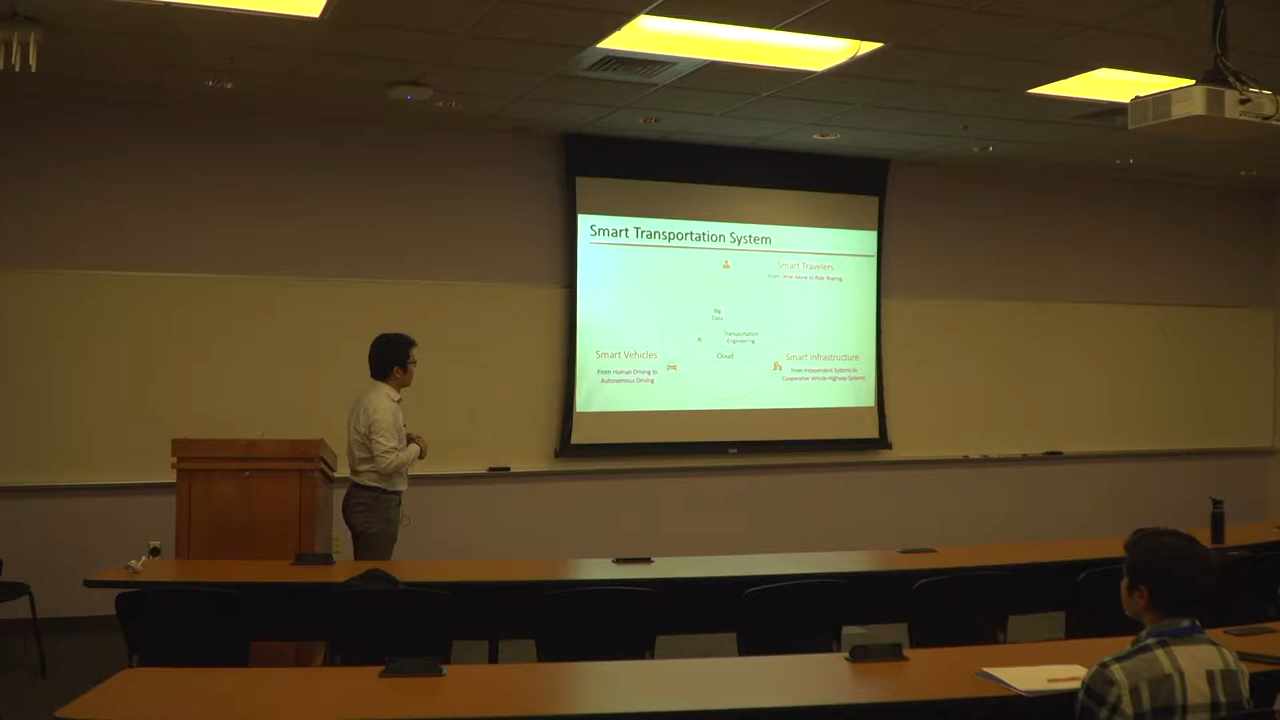 Smart Transportation System
Smart Travelers
From Drive Alone to Ride Sharing
Big
Data
AI
Transportation
Engineering
Cloud
Smart Vehicles
From Human Driving to
Autonomous Driving
Smart Infrastructure
From Independent Systems to
Cooperative Vehicle-Highway Systems